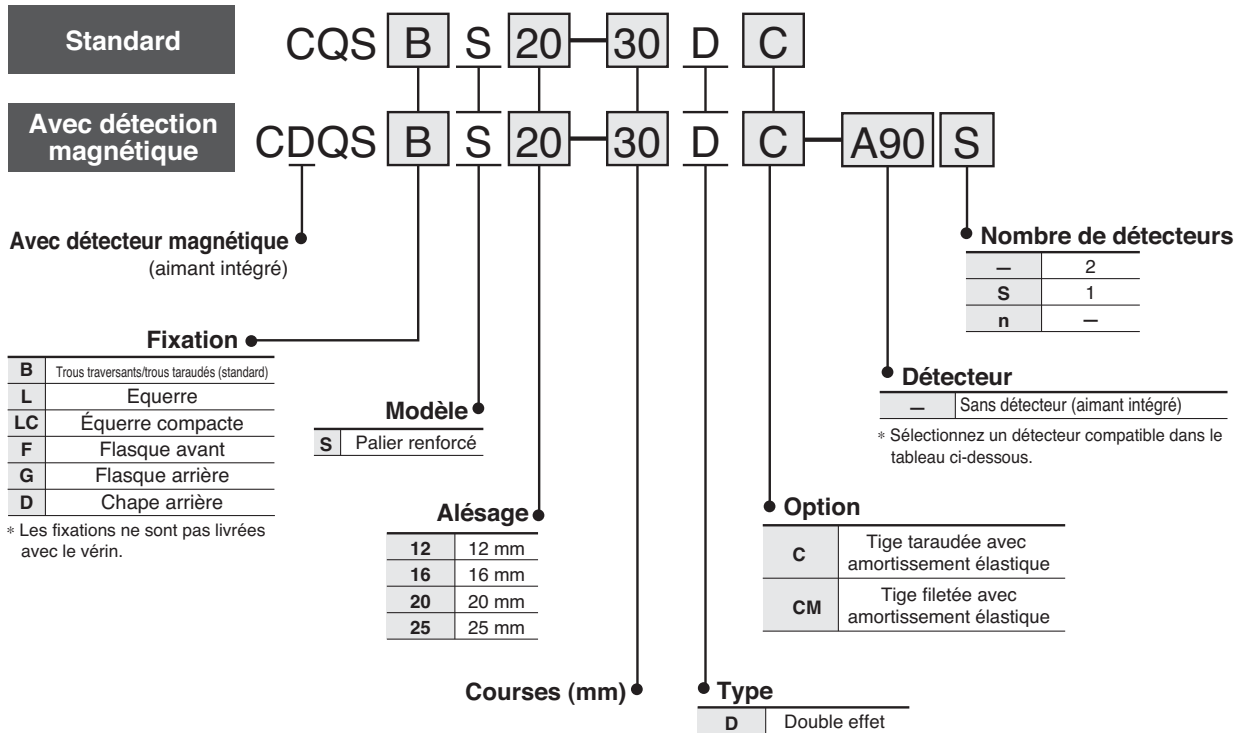 Standard
CQS B S 20 30 D C
Avec détection
magnétique
CDQS B S 20 30 D C A90 S
Avec détecteur magnétique
(aimant intégré)
Nombre de détecteurs
— 2
S 1
n —
Fixation
B Trous traversants/trous taraudés (standard)
L Equerre
LC Équerre compacte
F Flasque avant
G Flasque arrière
D Chape arrière
* Les fixations ne sont pas livrées
avec le vérin.
Modèle
S Palier renforcé
Détecteur
— Sans détecteur (aimant intégré)
* Sélectionnez un détecteur compatible dans le
tableau ci-dessous.
Alésage
12 12 mm
16 16 mm
20 20 mm
25 25 mm
Option
C Tige taraudée avec
amortissement élastique
CM Tige filetée avec
amortissement élastique
Courses (mm)
Type
D Double effet